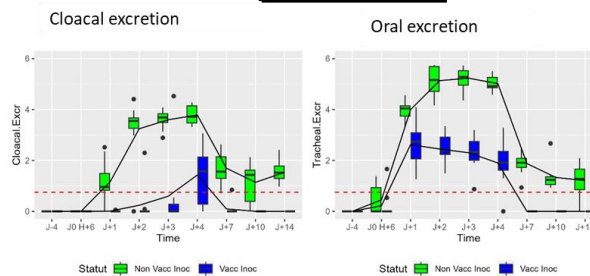 Cloacal excretion
Oral excretion
Cloacal.Excr
6
4
2
0
J-4 J0 H+6 J+1 J+2 J+3 J+4 J+7 J+10 J+14
Time
Statut Non Vacc Inoc Vacc Inoc
Tracheal.Excr
6
4
2
0
J-4 J0 H+6 J+1 J+2 J+3 J+4 J+7 J+10
Time
Statut Non Vacc Inoc Vacc Inoc